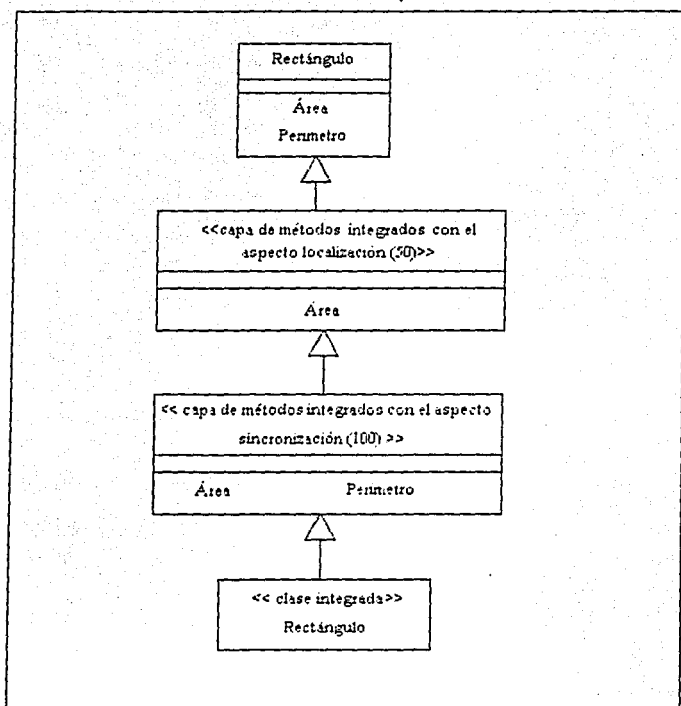 Rectángulo
Área
Perímetro
<<capa de métodos integrados con el
aspecto localización (50)>>
Área
<< capa de métodos integrados con el aspecto
sincronización (100) >>
Área Perímetro
<< clase integrada>>
Rectángulo